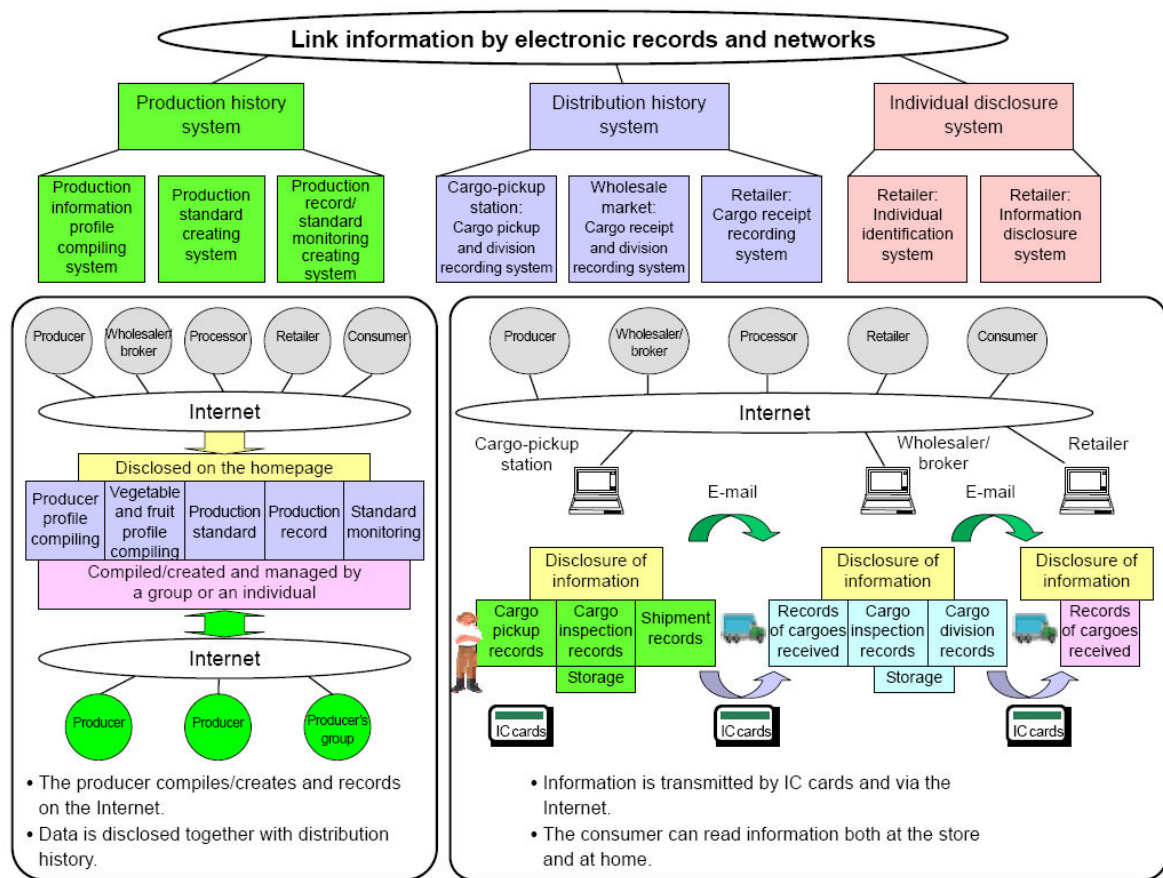 Link information by electronic records and networks
Production history
system
Distribution history
system
Individual disclosure
system
Production
information
profile
compiling
system
Production
standard
creating
system
Production
record/
standard
monitoring
creating system
Cargo-pickup
station:
Cargo pickup
and division
recording system
Wholesale
market:
Cargo receipt
and division
recording system
Retailer:
Cargo receipt
recording
system
Retailer:
Individual
identification
system
Retailer:
Information
disclosure
system
Producer
Wholesaler/
broker
Processor
Retailer
Consumer
Internet
Disclosed on the homepage
Producer
profile
compiling
Vegetable
and fruit
profile
compiling
Production
standard
Production
record
Standard
monitoring
Compiled/created and managed by
a group or an individual
Internet
Producer
Producer
Producer's
group
• The producer compiles/creates and records
on the Internet.
• Data is disclosed together with distribution
history.
Producer
Wholesaler/
broker
Processor
Retailer
Consumer
Internet
Cargo-pickup
station
Wholesaler/
broker
Retailer
E-mail
E-mail
Disclosure of
information
Disclosure of
information
Disclosure of
information
Cargo
pickup
records
Cargo
inspection
records
Shipment
records
Storage
Records
of cargoes
received
Cargo
inspection
records
Cargo
division
records
Storage
Records
of cargoes
received
IC cards
IC cards
IC cards
• Information is transmitted by IC cards and via the
Internet.
• The consumer can read information both at the store
and at home.